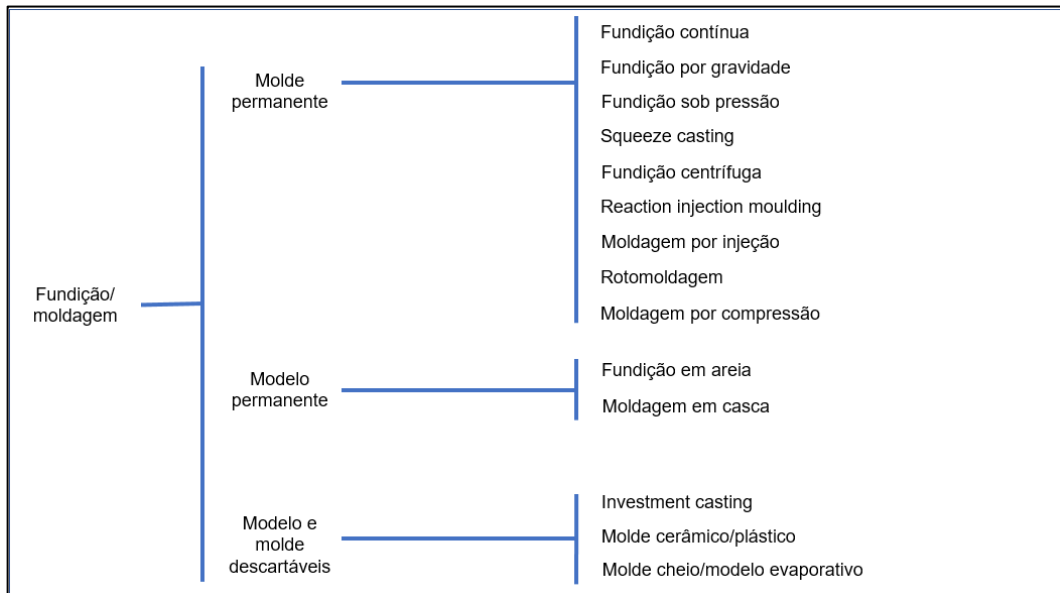 Fundição/
moldagem
Molde
permanente
Fundição contínua
Fundição por gravidade
Fundição sob pressão
Squeeze casting
Fundição centrífuga
Reaction injection moulding
Moldagem por injeção
Rotomoldagem
Moldagem por compressão
Modelo
permanente
Fundição em areia
Moldagem em casca
Modelo e
molde
descartáveis
Investment casting
Molde cerâmico/plástico
Molde cheio/modelo evaporativo